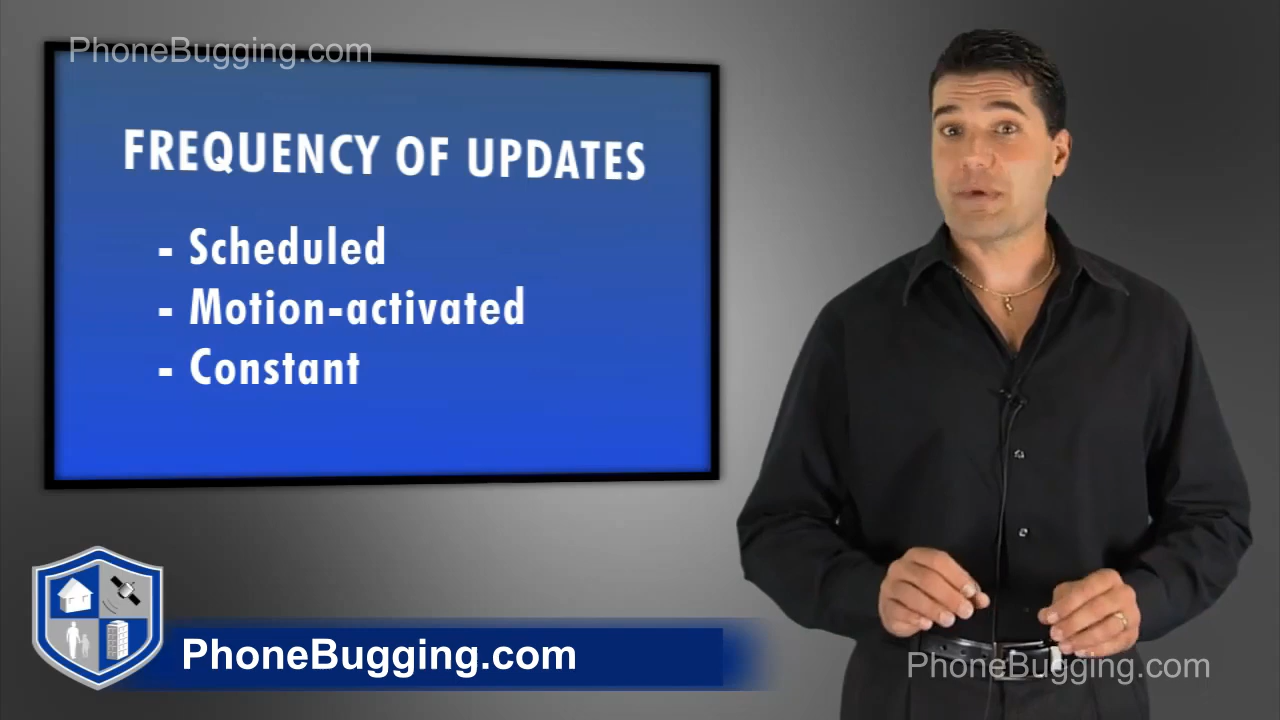 PhoneBugging.com
FREQUENCY OF UPDATES
- Scheduled
- Motion-activated
- Constant
PhoneBugging.com
PhoneBugging.com